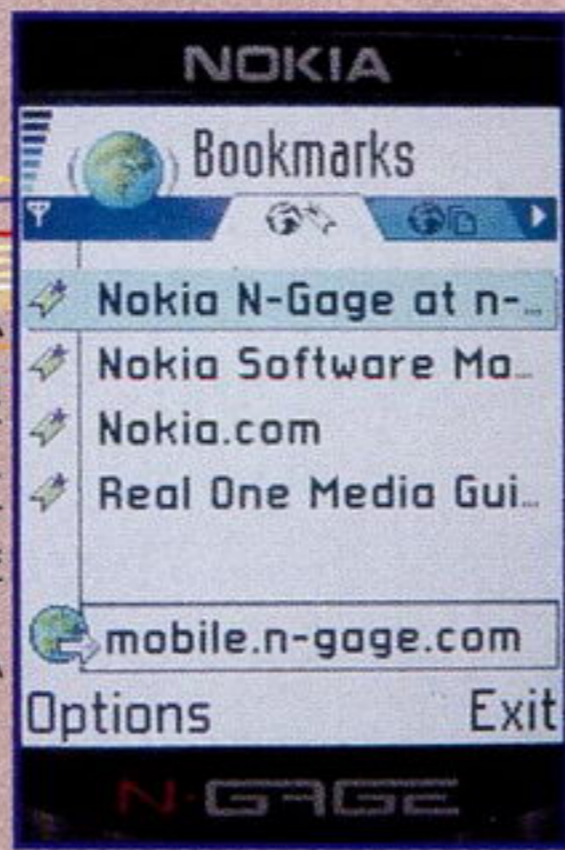 NOKIA
Bookmarks
Nokia N-Gage at n-...
Nokia Software Ma...
Nokia.com
Real One Media Gui...
mobile.n-gage.com
Options Exit
N·GAGE